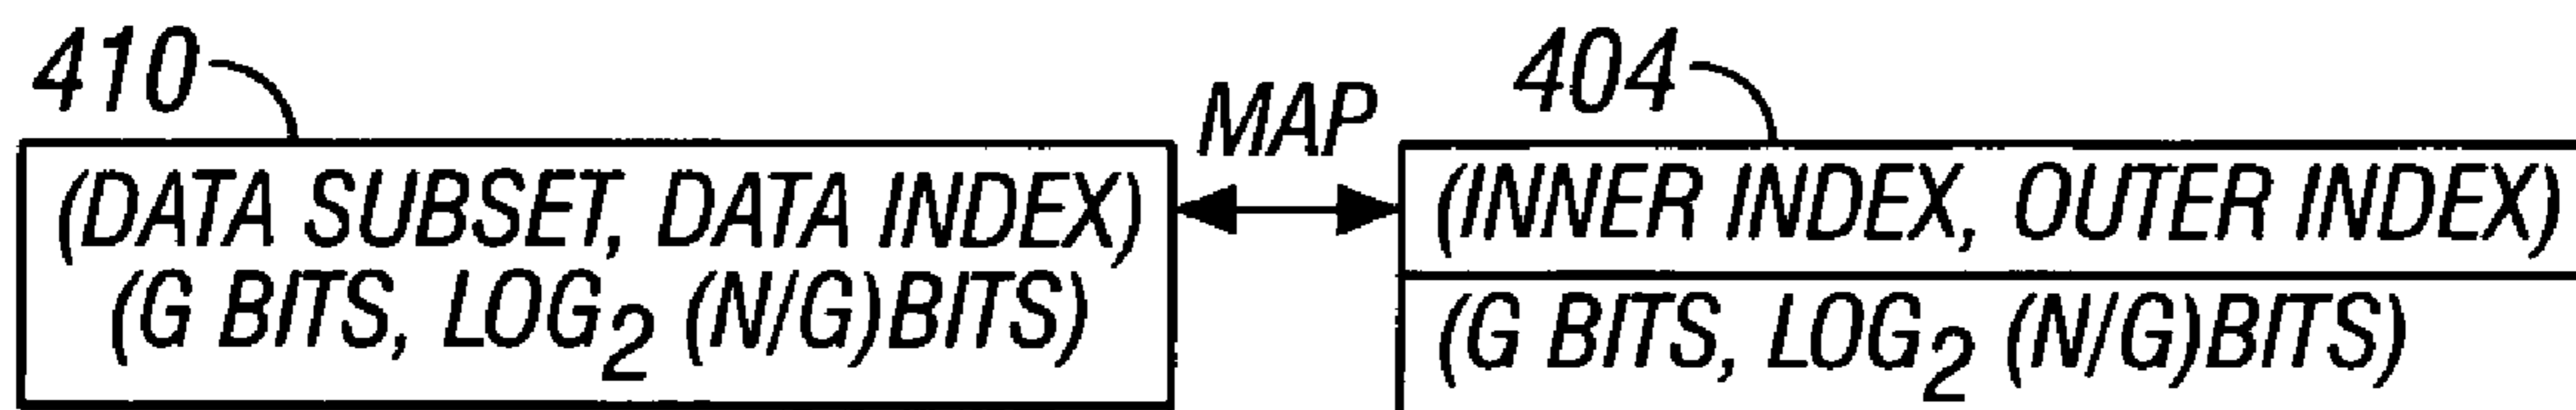 410
MAP
404
(DATA SUBSET, DATA INDEX)
(G BITS, LOG2 (N/G)BITS)
(INNER INDEX, OUTER INDEX)
(G BITS, LOG2 (N/G)BITS)